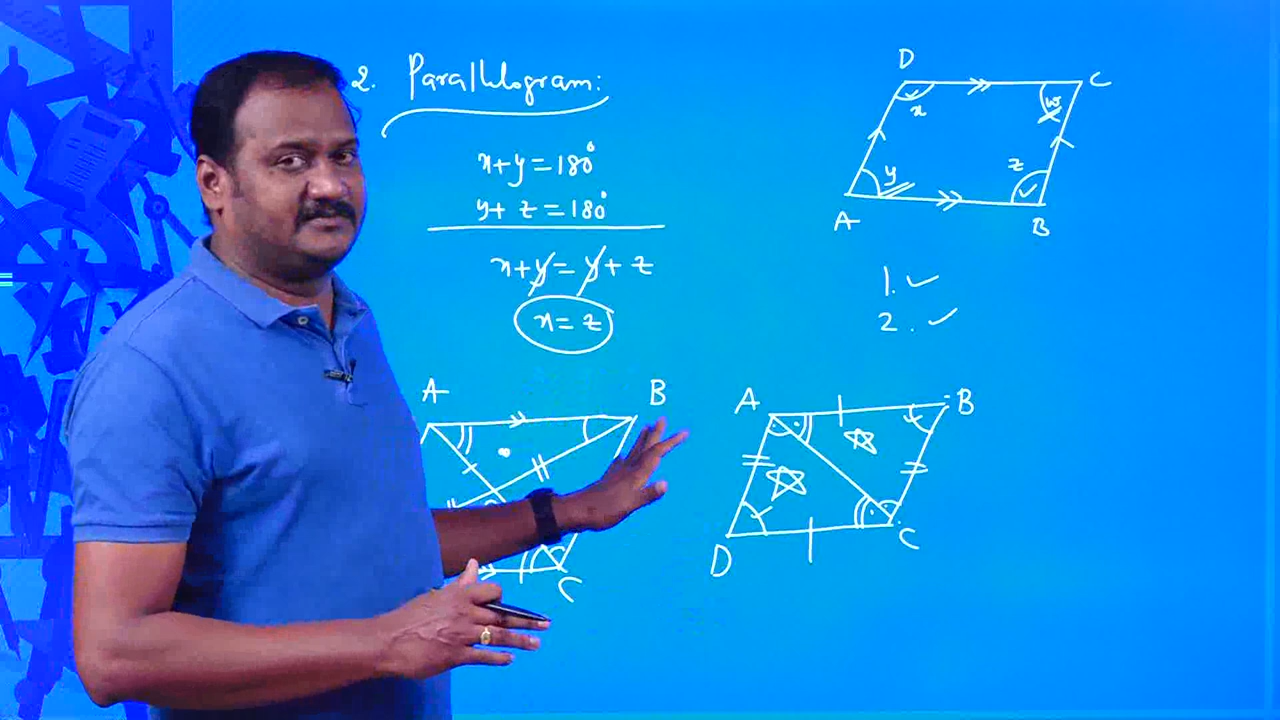 2. Parallelogram:
x+y=180°
y+z=180°
x+y=y+z
x=z
D
C
x
w
y
z
A
B
1. ✓
2. ✓
A
B
C
A
B
D
C